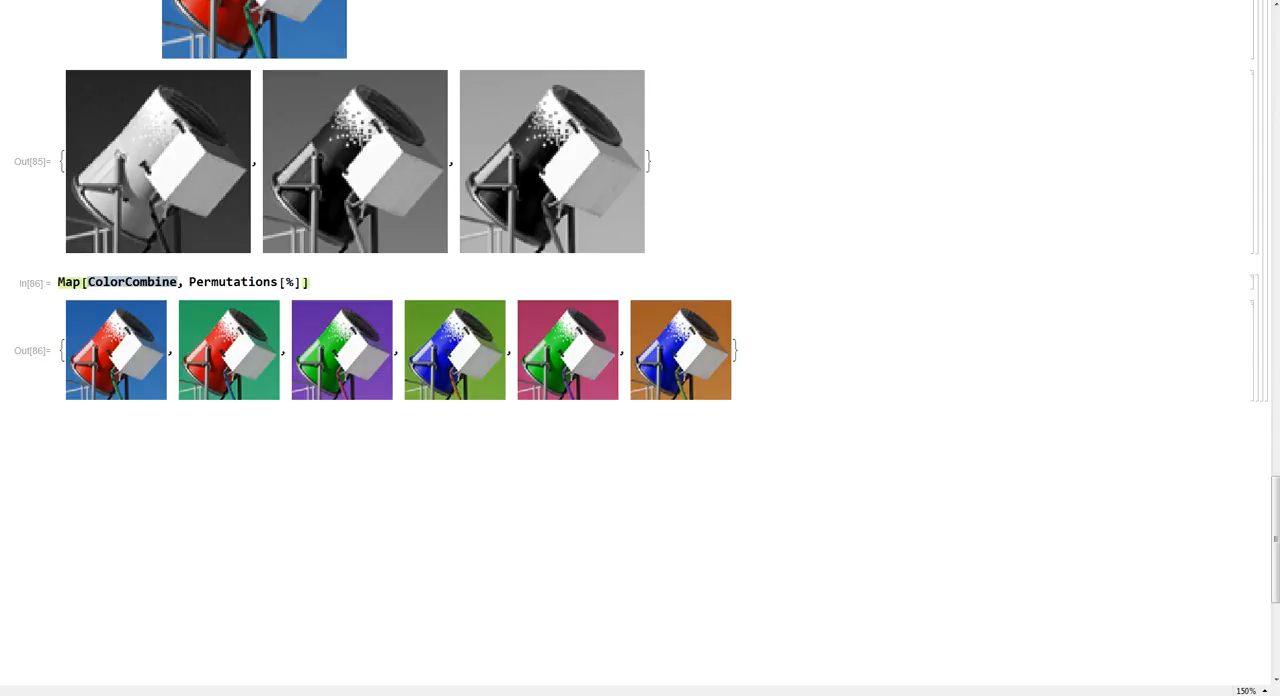 Out[85]= { , , }
In[86]:= Map[ColorCombine, Permutations[%]]
Out[86]= { , , , , , }
150%